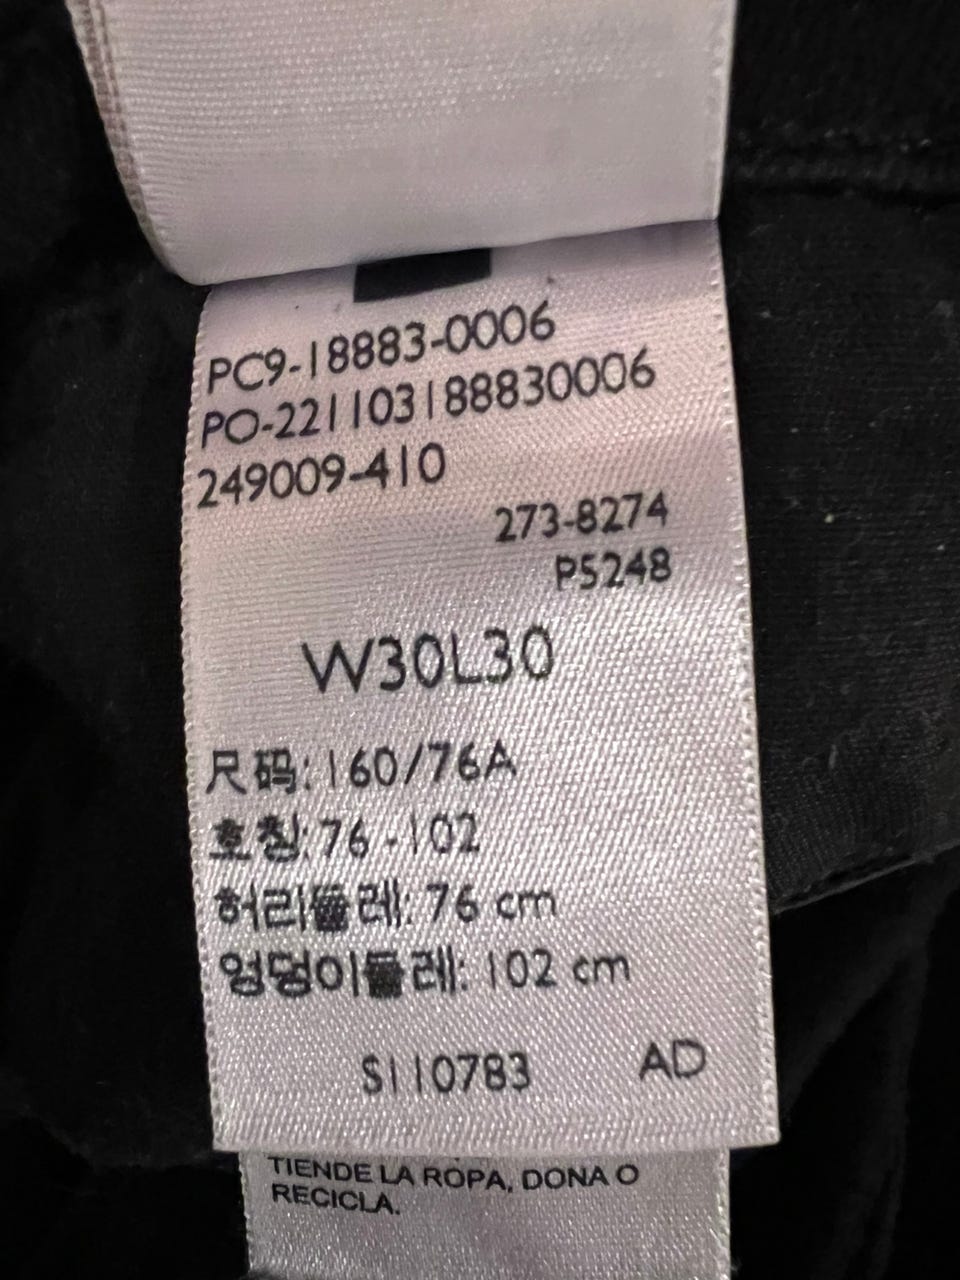 PC9-18883-0006
PO-221103188830006
249009-410
273-8274
P5248
W30L30
尺码: 160/76A
호칭: 76 - 102
허리둘레: 76 cm
엉덩이둘레: 102 cm
S110783 AD
TIENDE LA ROPA, DONA O
RECICLA.